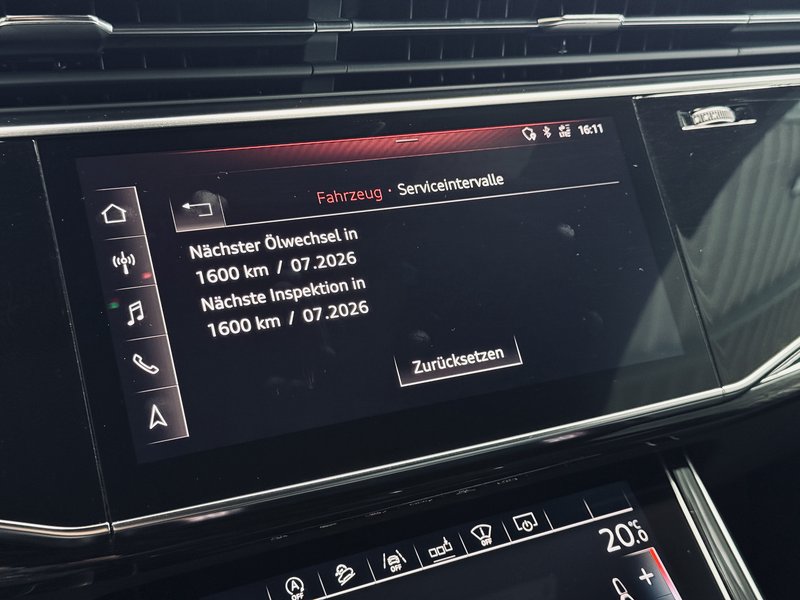 16:11
Fahrzeug · Serviceintervalle
Nächster Ölwechsel in
1600 km / 07.2026
Nächste Inspektion in
1600 km / 07.2026
Zurücksetzen
OFF
OFF
OFF
20.0 °C
+